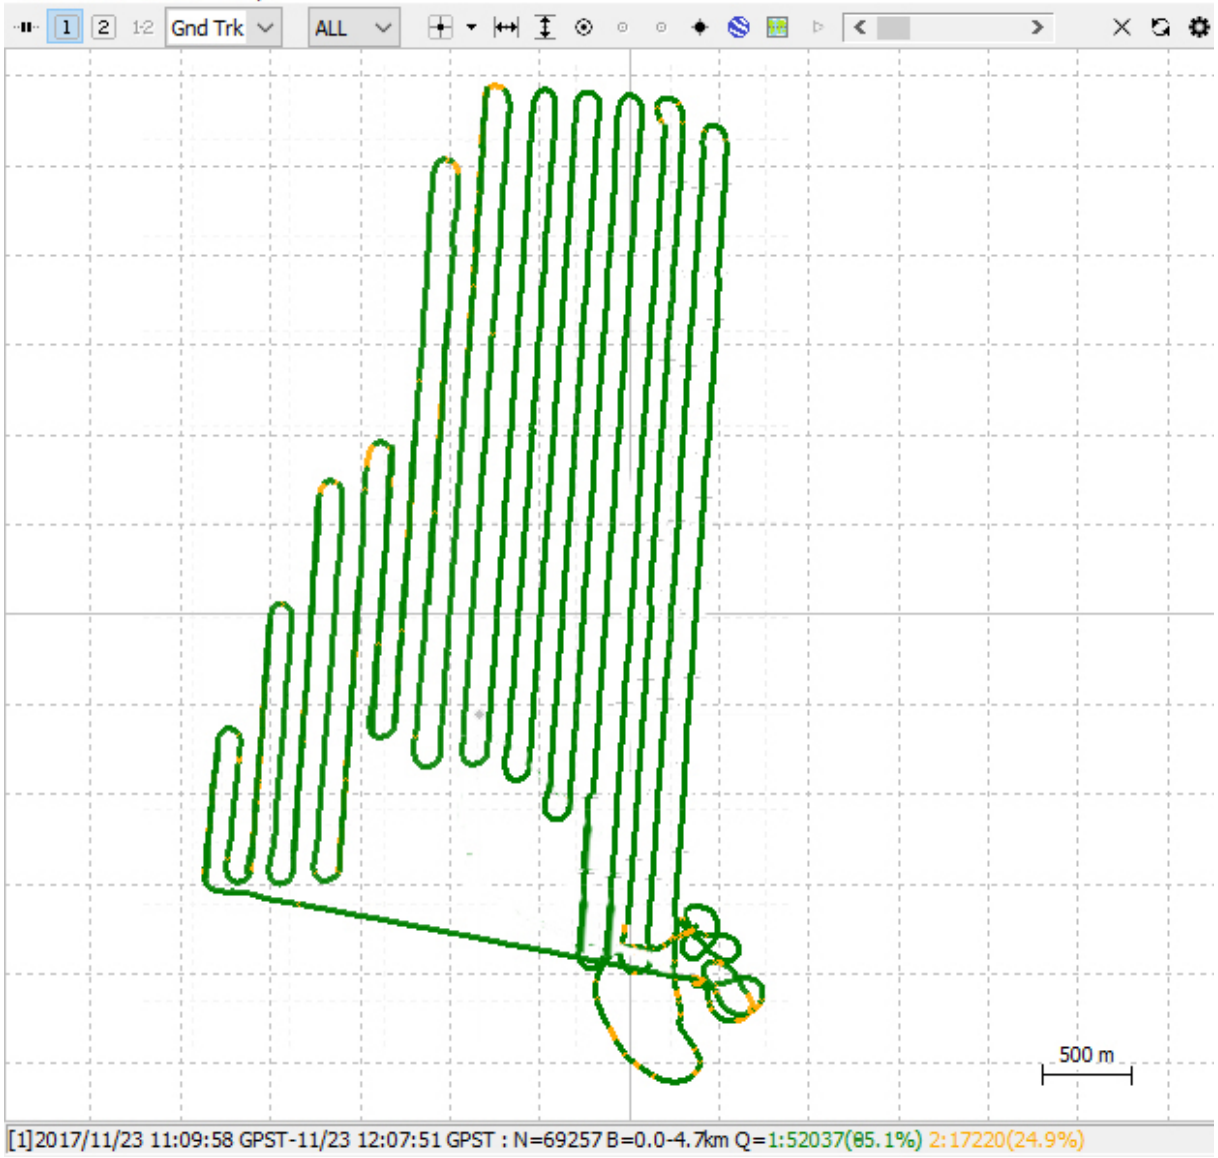 1 2 1-2 Gnd Trk ALL
500 m
[1]2017/11/23 11:09:58 GPST-11/23 12:07:51 GPST : N=69257 B=0.0-4.7km Q=1:52037(85.1%) 2:17220(24.9%)